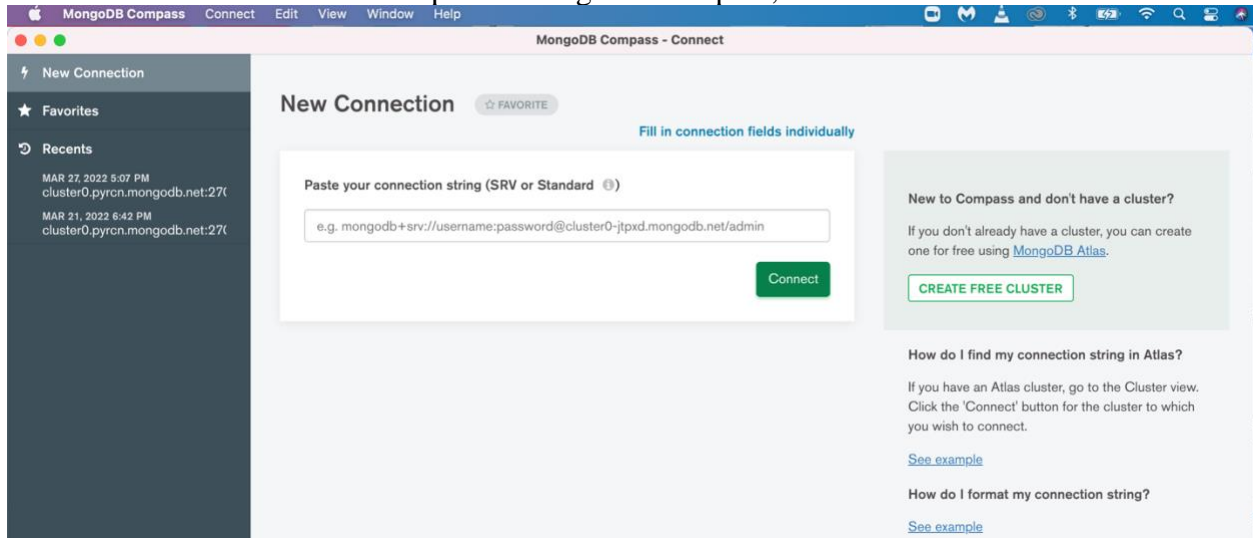 MongoDB Compass Connect Edit View Window Help
MongoDB Compass - Connect
New Connection
Favorites
Recents
MAR 27, 2022 5:07 PM
cluster0.pyrcn.mongodb.net:270
MAR 21, 2022 6:42 PM
cluster0.pyrcn.mongodb.net:270
New Connection
FAVORITE
Fill in connection fields individually
Paste your connection string (SRV or Standard)
e.g. mongodb+srv://username:password@cluster0-jtpxd.mongodb.net/admin
Connect
New to Compass and don't have a cluster?
If you don't already have a cluster, you can create
one for free using MongoDB Atlas.
CREATE FREE CLUSTER
How do I find my connection string in Atlas?
If you have an Atlas cluster, go to the Cluster view.
Click the 'Connect' button for the cluster to which
you wish to connect.
See example
How do I format my connection string?
See example